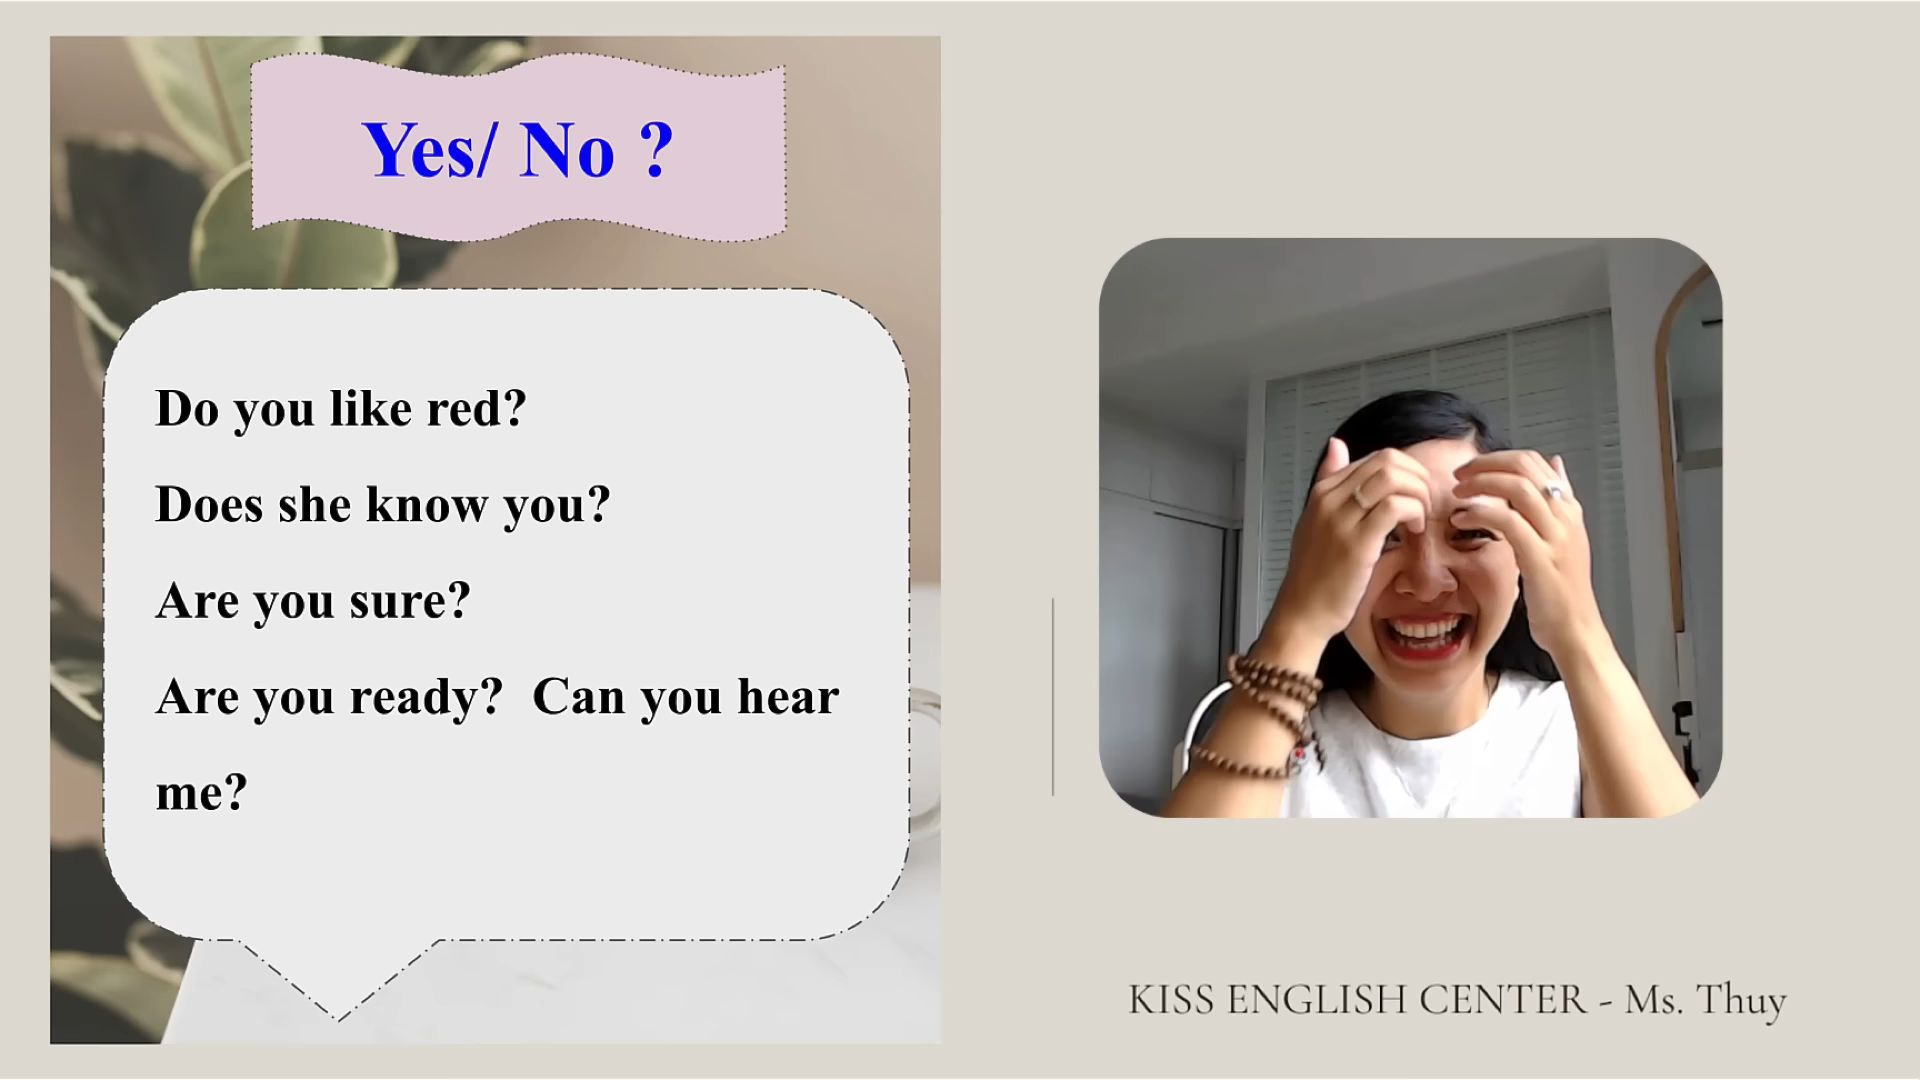 Yes/ No ?
Do you like red?
Does she know you?
Are you sure?
Are you ready?  Can you hear
me?
KISS ENGLISH CENTER - Ms. Thuy